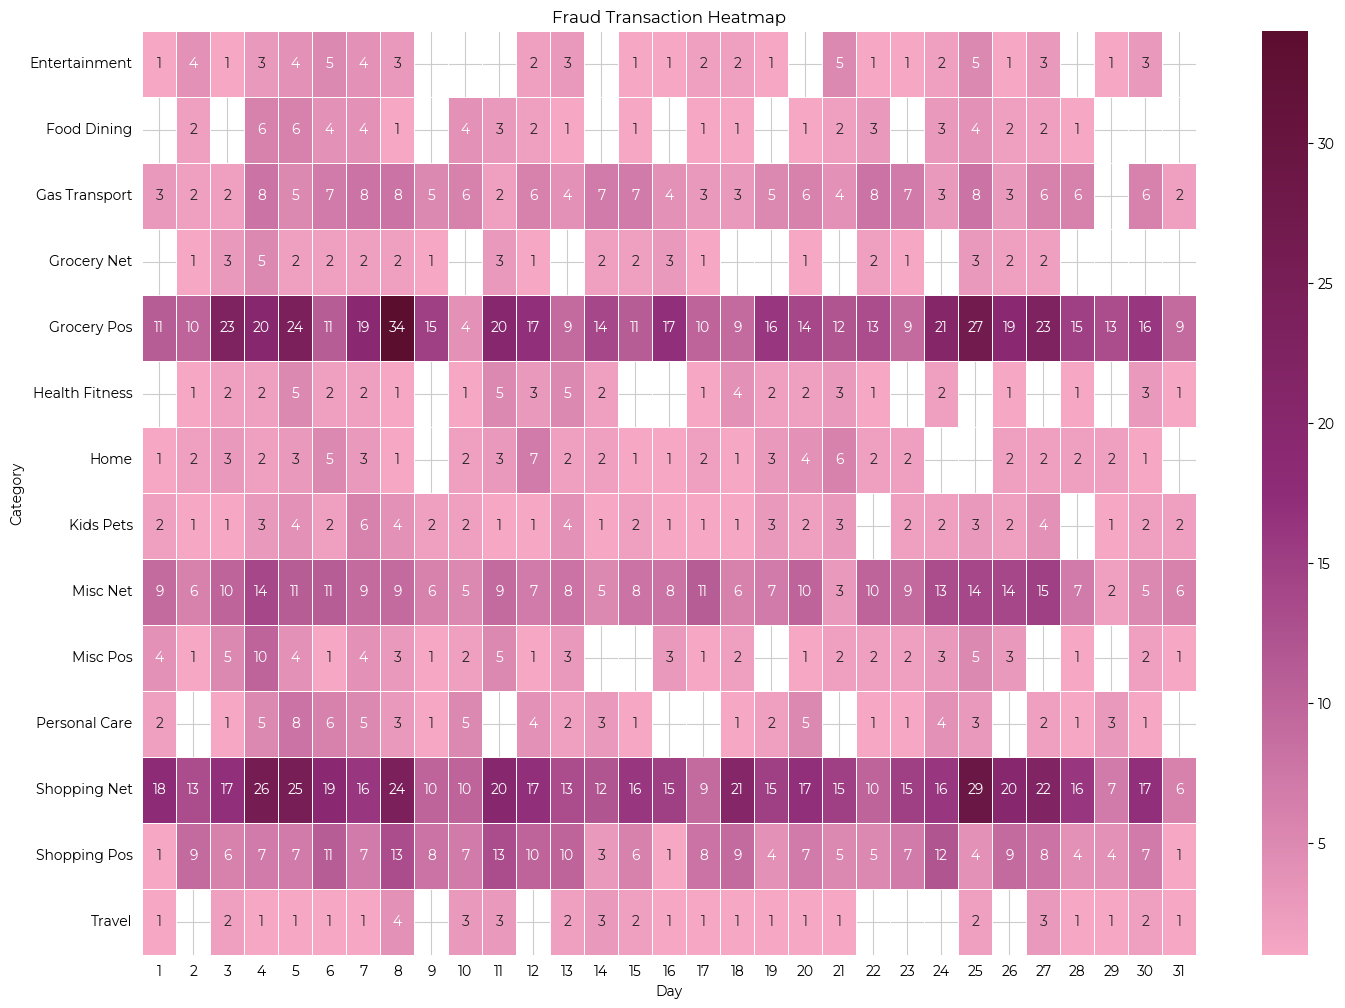 Fraud Transaction Heatmap
Entertainment 1 4 1 3 4 5 4 3 2 3 1 1 2 2 1 5 1 1 2 5 1 3 1 3
Food Dining 2 6 6 4 4 1 4 3 2 1 1 1 1 1 2 3 3 4 2 2 1
Gas Transport 3 2 2 8 5 7 8 8 5 6 2 6 4 7 7 4 3 3 5 6 4 8 7 3 8 3 6 6 6 2
Grocery Net 1 3 5 2 2 2 2 1 3 1 2 2 3 1 1 2 1 3 2 2
Grocery Pos 11 10 23 20 24 11 19 34 15 4 20 17 9 14 11 17 10 9 16 14 12 13 9 21 27 19 23 15 13 16 9
Health Fitness 1 2 2 5 2 2 1 1 5 3 5 2 1 4 2 2 3 1 2 1 1 3 1
Home 1 2 3 2 3 5 3 1 2 3 7 2 2 1 1 2 1 3 4 6 2 2 2 2 2 2 1
Kids Pets 2 1 1 3 4 2 6 4 2 2 1 1 4 1 2 1 1 1 3 2 3 2 2 3 2 4 1 2 2
Misc Net 9 6 10 14 11 11 9 9 6 5 9 7 8 5 8 8 11 6 7 10 3 10 9 13 14 14 15 7 2 5 6
Misc Pos 4 1 5 10 4 1 4 3 1 2 5 1 3 3 1 2 1 2 2 2 3 5 3 1 2 1
Personal Care 2 1 5 8 6 5 3 1 5 4 2 3 1 1 2 5 1 1 4 3 2 1 3 1
Shopping Net 18 13 17 26 25 19 16 24 10 10 20 17 13 12 16 15 9 21 15 17 15 10 15 16 29 20 22 16 7 17 6
Shopping Pos 1 9 6 7 7 11 7 13 8 7 13 10 10 3 6 1 8 9 4 7 5 5 7 12 4 9 8 4 4 7 1
Travel 1 2 1 1 1 1 4 3 3 2 3 2 1 1 1 1 1 1 2 3 1 1 2 1
1 2 3 4 5 6 7 8 9 10 11 12 13 14 15 16 17 18 19 20 21 22 23 24 25 26 27 28 29 30 31
Day
Category
30
25
20
15
10
5